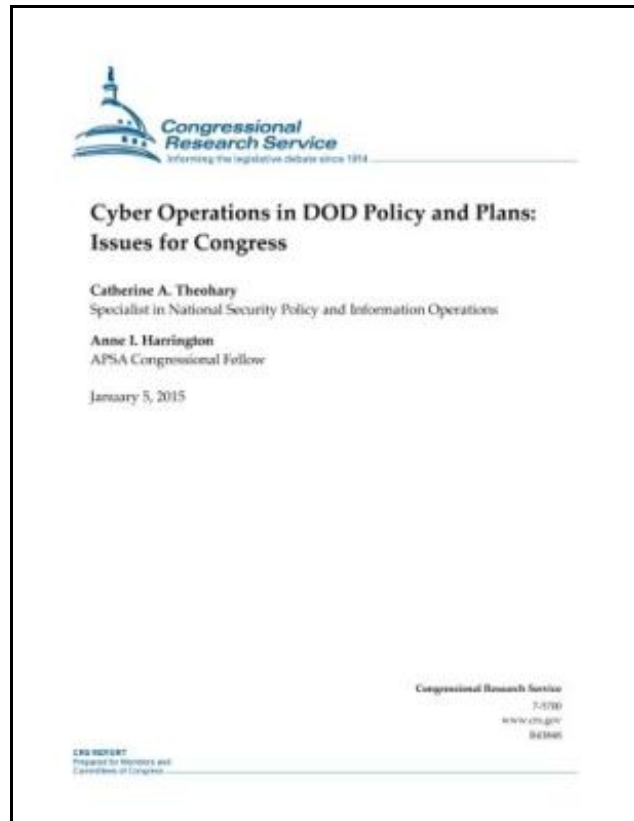 Congressional
Research Service
Informing the legislative debate since 1914
Cyber Operations in DOD Policy and Plans:
Issues for Congress
Catherine A. Theohary
Specialist in National Security Policy and Information Operations
Anne I. Harrington
APSA Congressional Fellow
January 5, 2015
Congressional Research Service
7-5700
www.crs.gov
CRS REPORT
Prepared for Members and
Committees of Congress